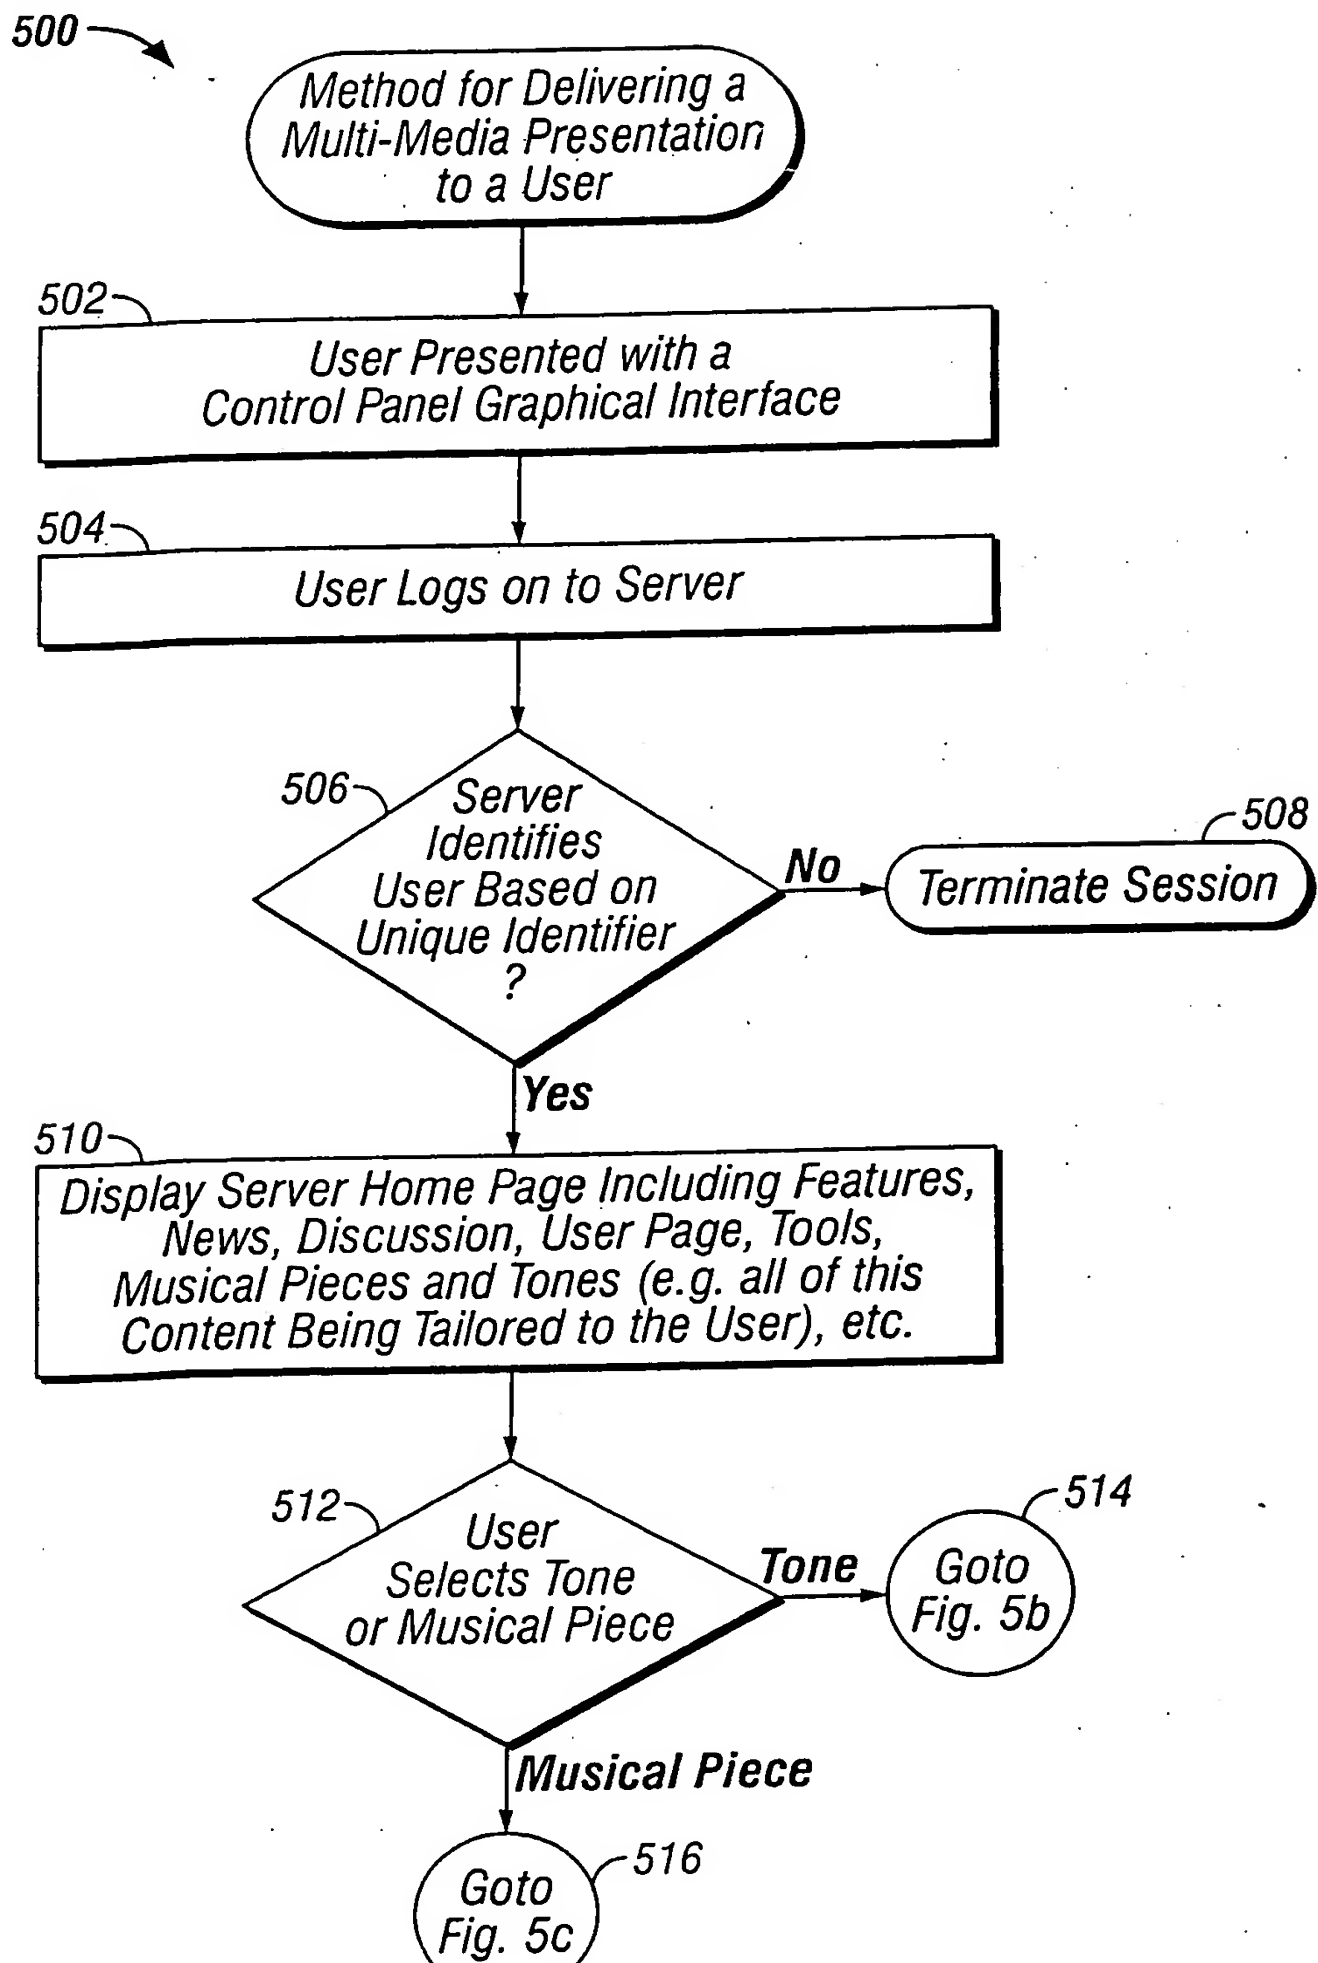 500
Method for Delivering a
Multi-Media Presentation
to a User
502
User Presented with a
Control Panel Graphical Interface
504
User Logs on to Server
506
Server
Identifies
User Based on
Unique Identifier
?
No
508
Terminate Session
Yes
510
Display Server Home Page Including Features,
News, Discussion, User Page, Tools,
Musical Pieces and Tones (e.g. all of this
Content Being Tailored to the User), etc.
512
User
Selects Tone
or Musical Piece
Tone
514
Goto
Fig. 5b
Musical Piece
516
Goto
Fig. 5c